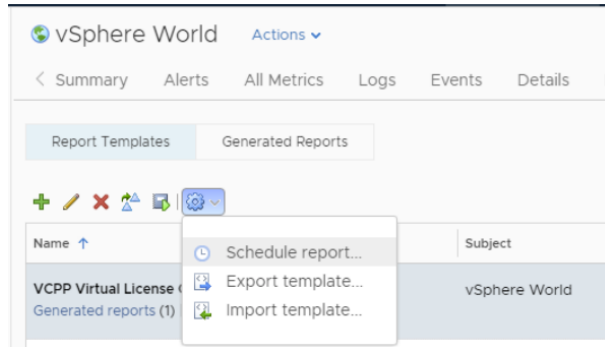 vSphere World Actions
< Summary Alerts All Metrics Logs Events Details
Report Templates Generated Reports
Name Subject
Schedule report...
VCPP Virtual License vSphere World
Export template...
Generated reports (1)
Import template...